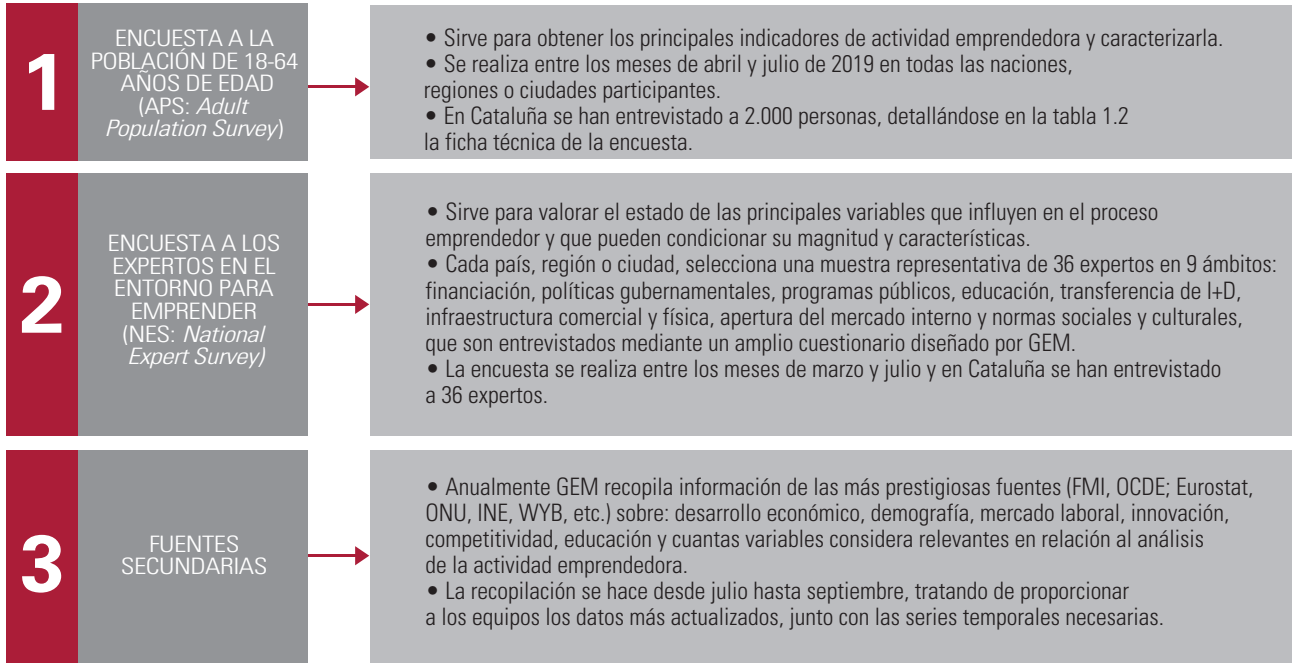 1
ENCUESTA A LA
POBLACIÓN DE 18-64
AÑOS DE EDAD
(APS: Adult
Population Survey)
• Sirve para obtener los principales indicadores de actividad emprendedora y caracterizarla.
• Se realiza entre los meses de abril y julio de 2019 en todas las naciones,
regiones o ciudades participantes.
• En Cataluña se han entrevistado a 2.000 personas, detallándose en la tabla 1.2
la ficha técnica de la encuesta.
2
ENCUESTA A LOS
EXPERTOS EN EL
ENTORNO PARA
EMPRENDER
(NES: National
Expert Survey)
• Sirve para valorar el estado de las principales variables que influyen en el proceso
emprendedor y que pueden condicionar su magnitud y características.
• Cada país, región o ciudad, selecciona una muestra representativa de 36 expertos en 9 ámbitos:
financiación, políticas gubernamentales, programas públicos, educación, transferencia de I+D,
infraestructura comercial y física, apertura del mercado interno y normas sociales y culturales,
que son entrevistados mediante un amplio cuestionario diseñado por GEM.
• La encuesta se realiza entre los meses de marzo y julio y en Cataluña se han entrevistado
a 36 expertos.
3
FUENTES
SECUNDARIAS
• Anualmente GEM recopila información de las más prestigiosas fuentes (FMI, OCDE; Eurostat,
ONU, INE, WYB, etc.) sobre: desarrollo económico, demografía, mercado laboral, innovación,
competitividad, educación y cuantas variables considera relevantes en relación al análisis
de la actividad emprendedora.
• La recopilación se hace desde julio hasta septiembre, tratando de proporcionar
a los equipos los datos más actualizados, junto con las series temporales necesarias.